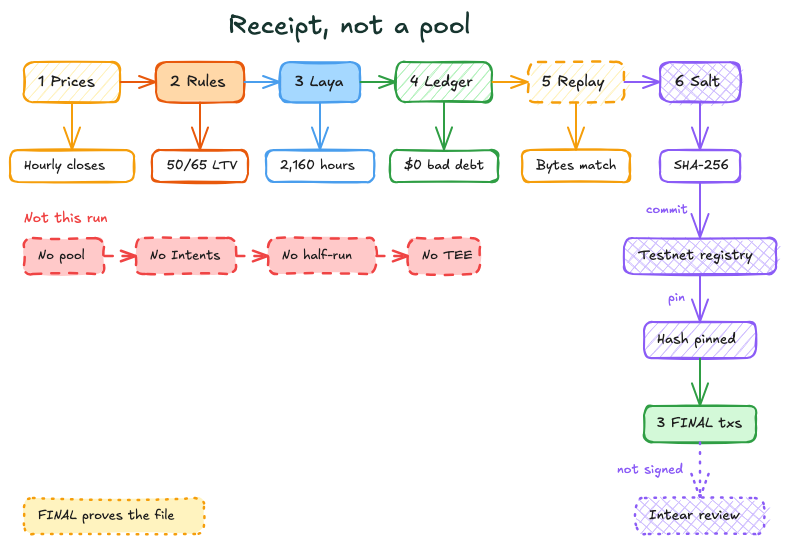 Receipt, not a pool
1 Prices
2 Rules
3 Laya
4 Ledger
5 Replay
6 Salt
Hourly closes
50/65 LTV
2,160 hours
$0 bad debt
Bytes match
SHA-256
commit
Not this run
No pool
No Intents
No half-run
No TEE
Testnet registry
pin
Hash pinned
3 FINAL txs
not signed
FINAL proves the file
Intear review